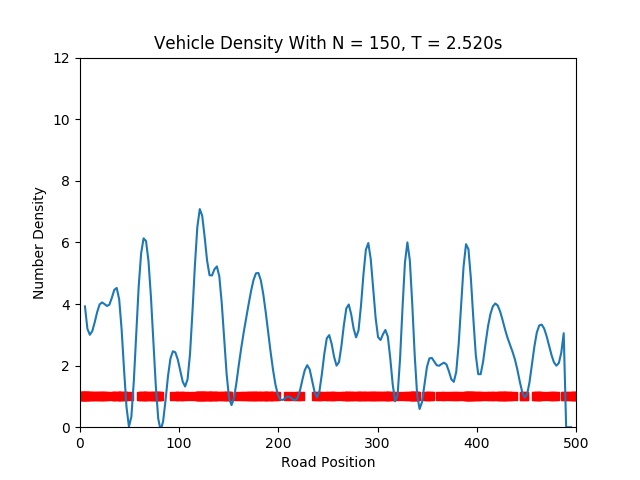 Vehicle Density With N = 150, T = 2.520s
12
10
8
6
4
2
0
Number Density
0 100 200 300 400 500
Road Position